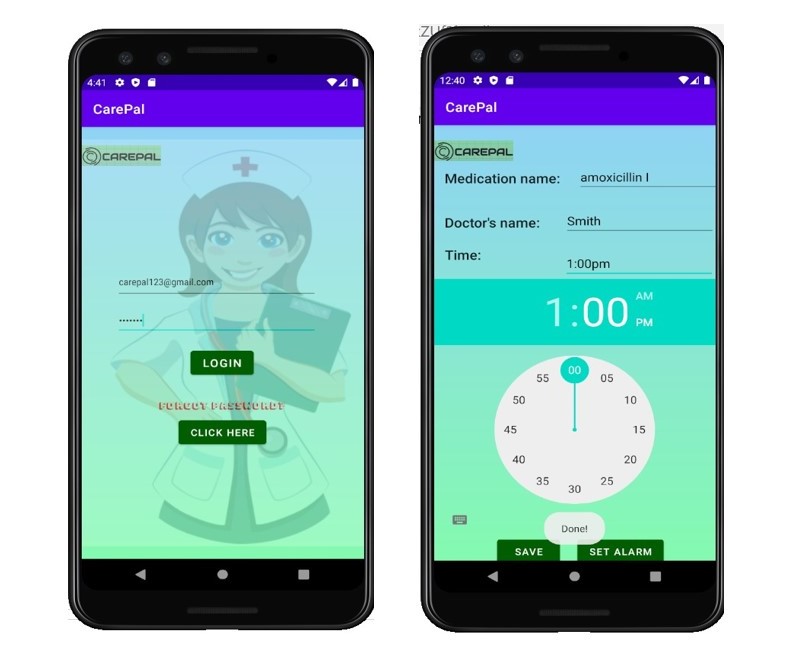 4:41
CarePal
CAREPAL
carepal123@gmail.com
•••••••
LOGIN
FORGOT PASSWORD?
CLICK HERE
12:40
CarePal
CAREPAL
Medication name: amoxicillin l
Doctor's name: Smith
Time: 1:00pm
1:00 AM
PM
00
55 05
50 10
45 15
40 20
35 25
30
Done!
SAVE SET ALARM